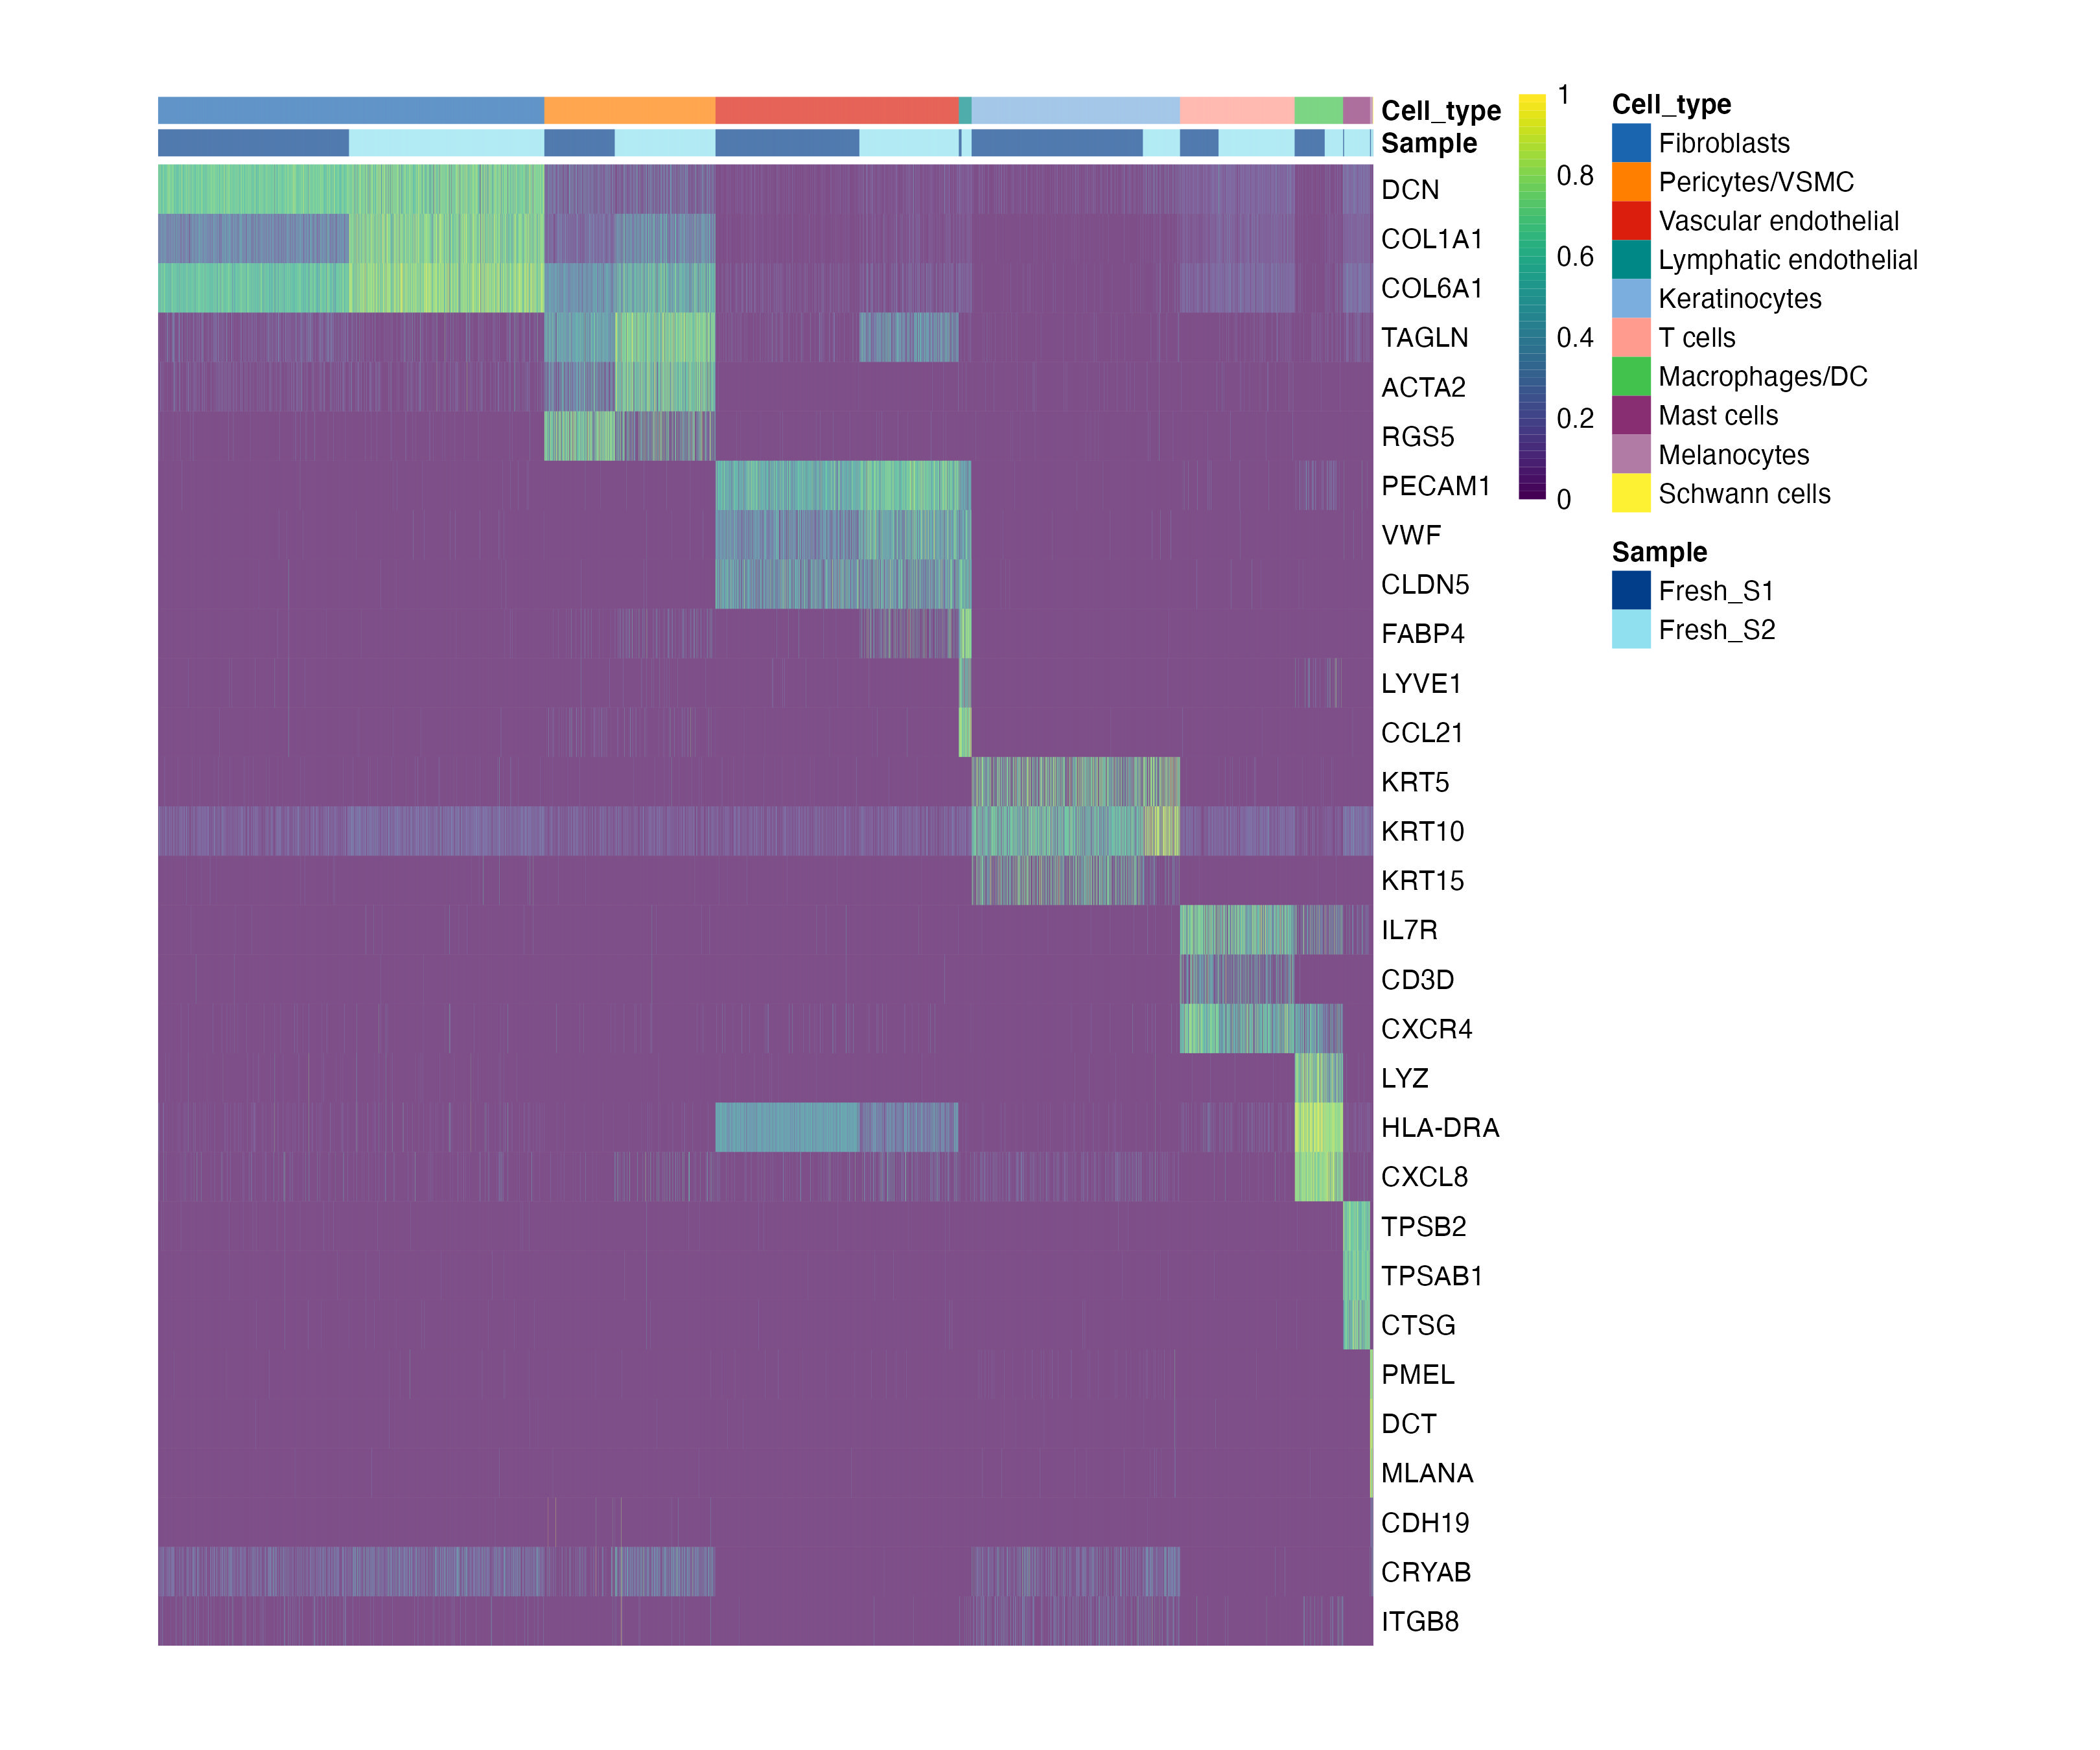 Cell_type
Sample
DCN
COL1A1
COL6A1
TAGLN
ACTA2
RGS5
PECAM1
VWF
CLDN5
FABP4
LYVE1
CCL21
KRT5
KRT10
KRT15
IL7R
CD3D
CXCR4
LYZ
HLA-DRA
CXCL8
TPSB2
TPSAB1
CTSG
PMEL
DCT
MLANA
CDH19
CRYAB
ITGB8
1
0.8
0.6
0.4
0.2
0
Cell_type
Fibroblasts
Pericytes/VSMC
Vascular endothelial
Lymphatic endothelial
Keratinocytes
T cells
Macrophages/DC
Mast cells
Melanocytes
Schwann cells
Sample
Fresh_S1
Fresh_S2